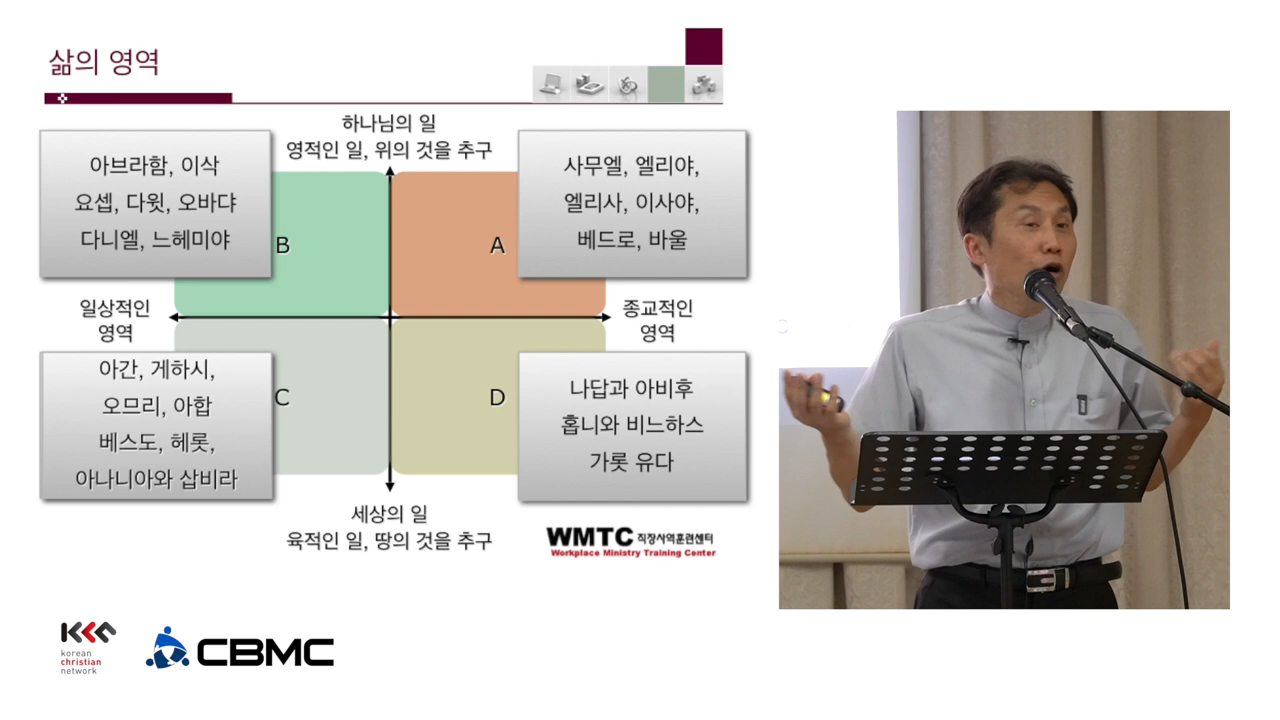 삶의 영역
하나님의 일
영적인 일, 위의 것을 추구
아브라함, 이삭
요셉, 다윗, 오바댜
다니엘, 느헤미야
사무엘, 엘리야,
엘리사, 이사야,
베드로, 바울
B
A
일상적인
영역
종교적인
영역
아간, 게하시,
오므리, 아합
베스도, 헤롯,
아나니아와 삽비라
C
D
나답과 아비후
홉니와 비느하스
가롯 유다
세상의 일
육적인 일, 땅의 것을 추구
WMTC 직장사역훈련센터
Workplace Ministry Training Center
kcn
korean
christian
network
CBMC